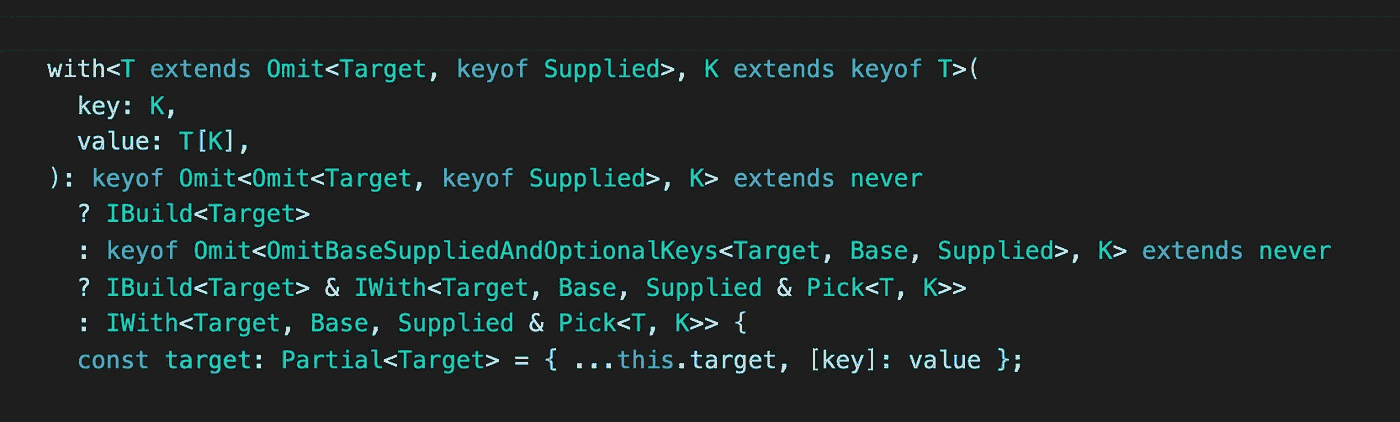 with<T extends Omit<Target, keyof Supplied>, K extends keyof T>(
key: K,
value: T[K],
): keyof Omit<Omit<Target, keyof Supplied>, K> extends never
? IBuild<Target>
: keyof Omit<OmitBaseSuppliedAndOptionalKeys<Target, Base, Supplied>, K> extends never
? IBuild<Target> & IWith<Target, Base, Supplied & Pick<T, K>>
: IWith<Target, Base, Supplied & Pick<T, K>> {
const target: Partial<Target> = { ...this.target, [key]: value };